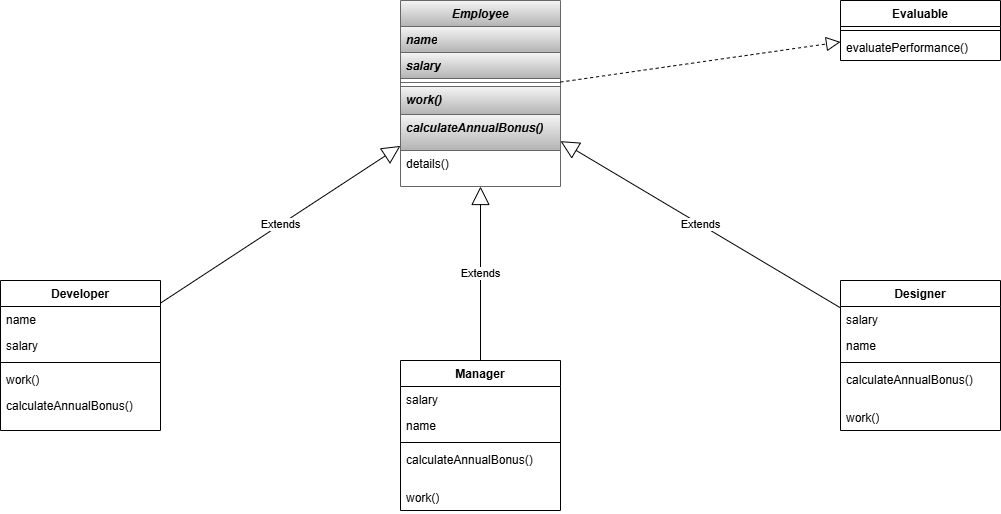 Employee
name
salary
work()
calculateAnnualBonus()
details()
Evaluable
evaluatePerformance()
Extends
Extends
Extends
Developer
name
salary
work()
calculateAnnualBonus()
Manager
salary
name
calculateAnnualBonus()
work()
Designer
salary
name
calculateAnnualBonus()
work()